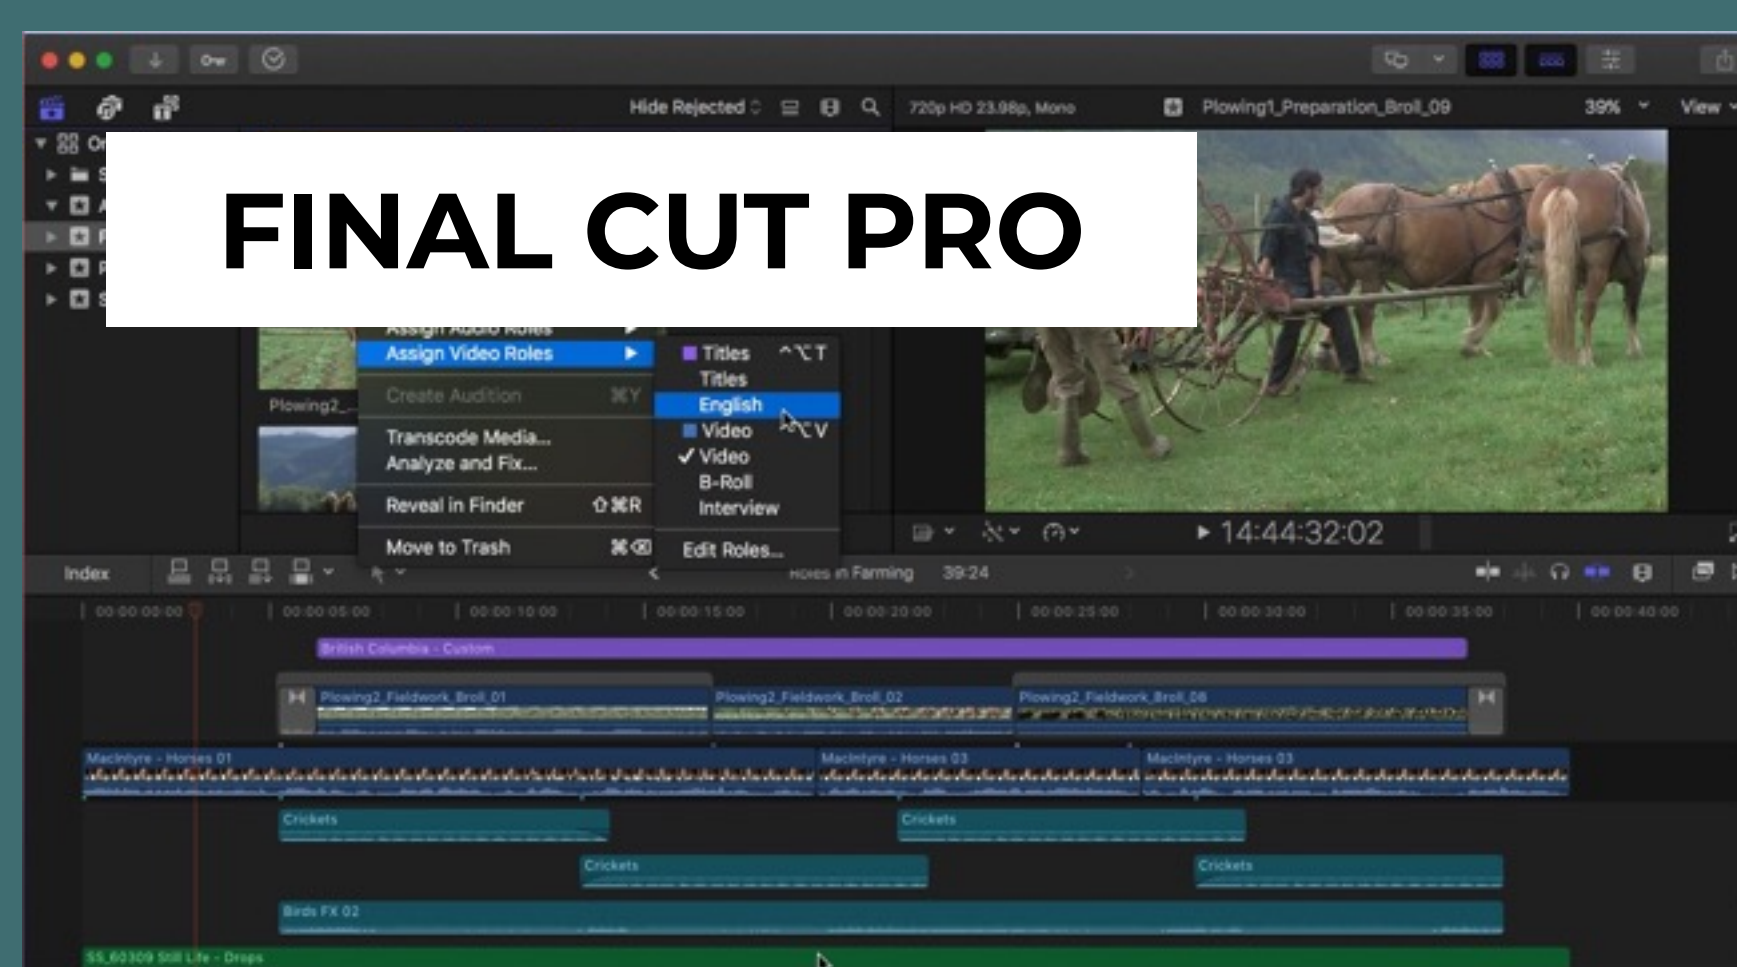 Hide Rejected
720p HD 23.98p, Mono
Plowing1_Preparation_Broll_09
39%
View
FINAL CUT PRO
Assign Audio Roles
Assign Video Roles
Titles ⌃⌥T
Titles
Plowing2_...
Create Audition ⌘Y
English
Video ⌥V
Transcode Media...
Video
Analyze and Fix...
B-Roll
Reveal in Finder ⇧⌘R
Interview
Move to Trash ⌘⌫
Edit Roles...
14:44:32:02
Index
Roles in Farming 39:24
00:00:00:00 00:00:05:00 00:00:10:00 00:00:15:00 00:00:20:00 00:00:25:00 00:00:30:00 00:00:35:00 00:00:40:00
British Columbia - Custom
Plowing2_Fieldwork_Broll_01 Plowing2_Fieldwork_Broll_02 Plowing2_Fieldwork_Broll_08
MacIntyre - Horses 01 MacIntyre - Horses 03 MacIntyre - Horses 03
Crickets Crickets
Crickets Crickets
Birds FX 02
SS_60309 Still Life - Drops